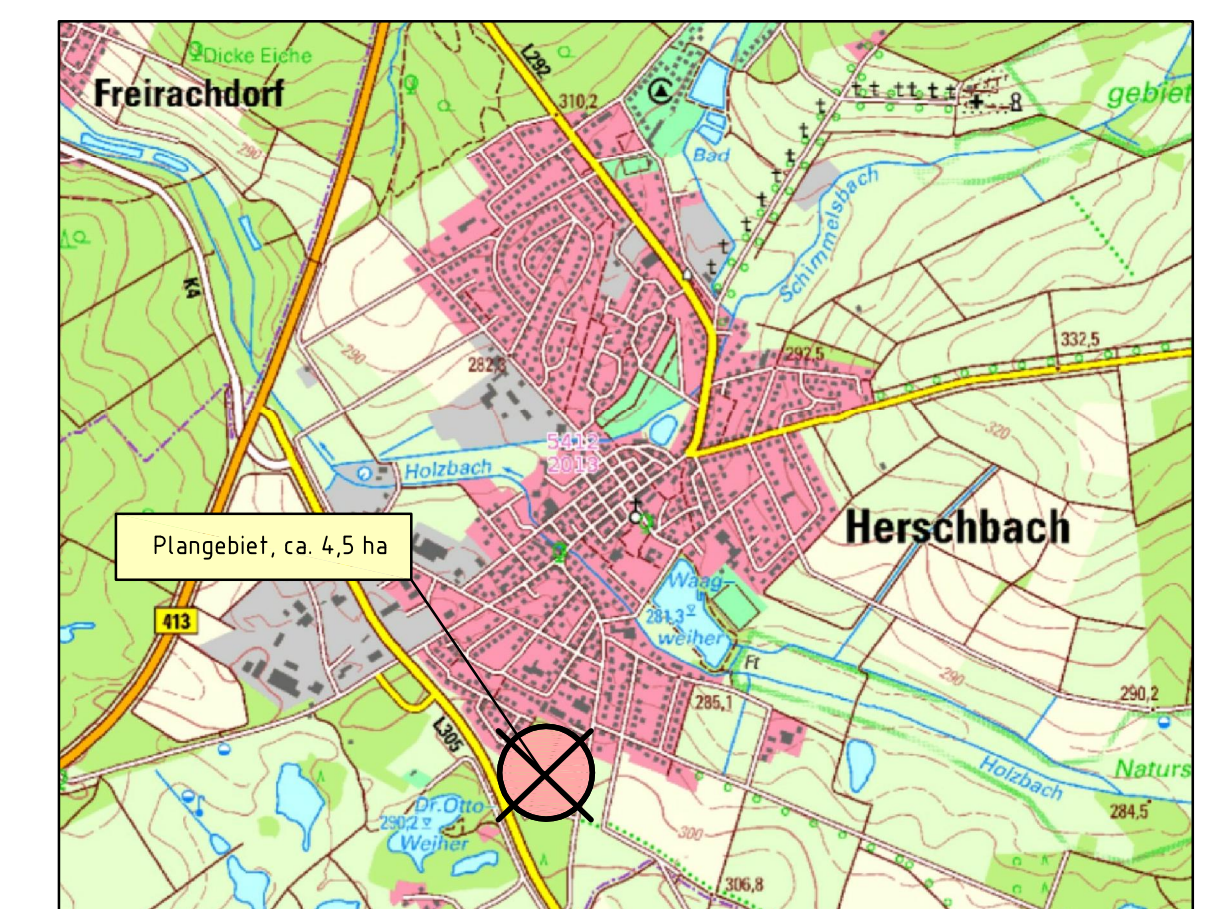 Dicke Eiche
Freirachdorf
L292
310,2
gebiet
290
Bad
Schimmelsbach
K4
290
282,3
292,5
332,5
320
5412
2013
Holzbach
Herschbach
Plangebiet, ca. 4,5 ha
Waag-
281,3
weiher
413
Ft
290
285,1
290,2
L305
Holzbach
Naturs
284,5
Dr.Otto-
290,2
Weiher
300
306,8